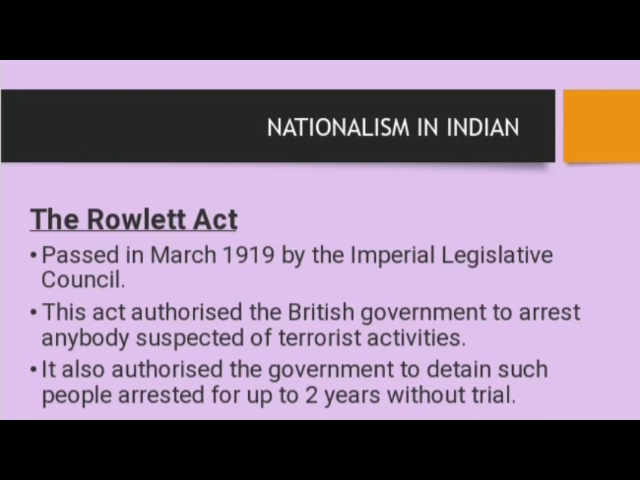 NATIONALISM IN INDIAN
The Rowlett Act
•Passed in March 1919 by the Imperial Legislative
Council.
•This act authorised the British government to arrest
anybody suspected of terrorist activities.
•It also authorised the government to detain such
people arrested for up to 2 years without trial.